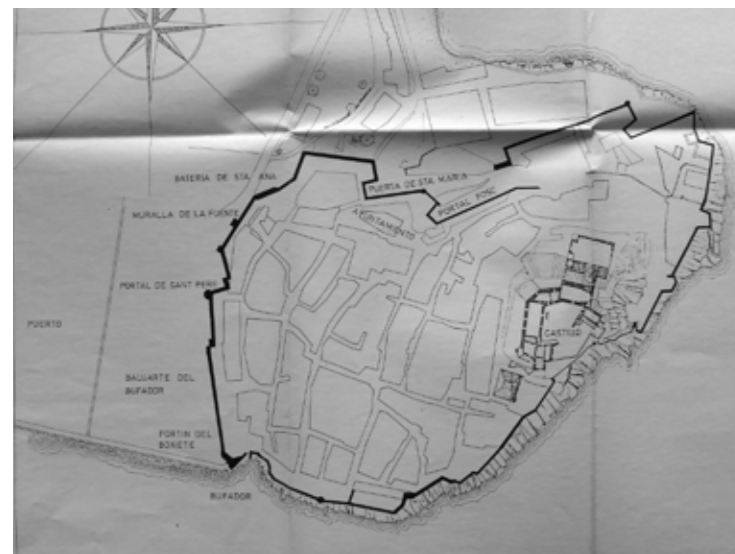 BATERIA DE STA. ANA
PUERTA DE STA. MARIA
MURALLA DE LA FUENTE
PORTAL FOSC
AYUNTAMIENTO
PORTAL DE SANT PERE
PUERTO
CASTILLO
BALUARTE DEL
BUFADOR
FORTIN DEL
BONETE
BUFADOR